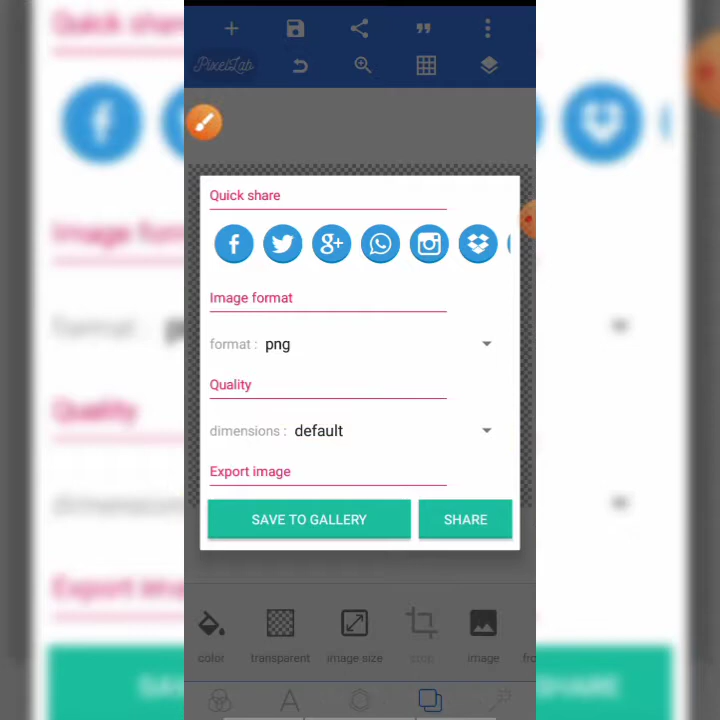 PixelLab
Quick share
Image format
format : png
Quality
dimensions : default
Export image
SAVE TO GALLERY SHARE
color transparent image size crop image fro